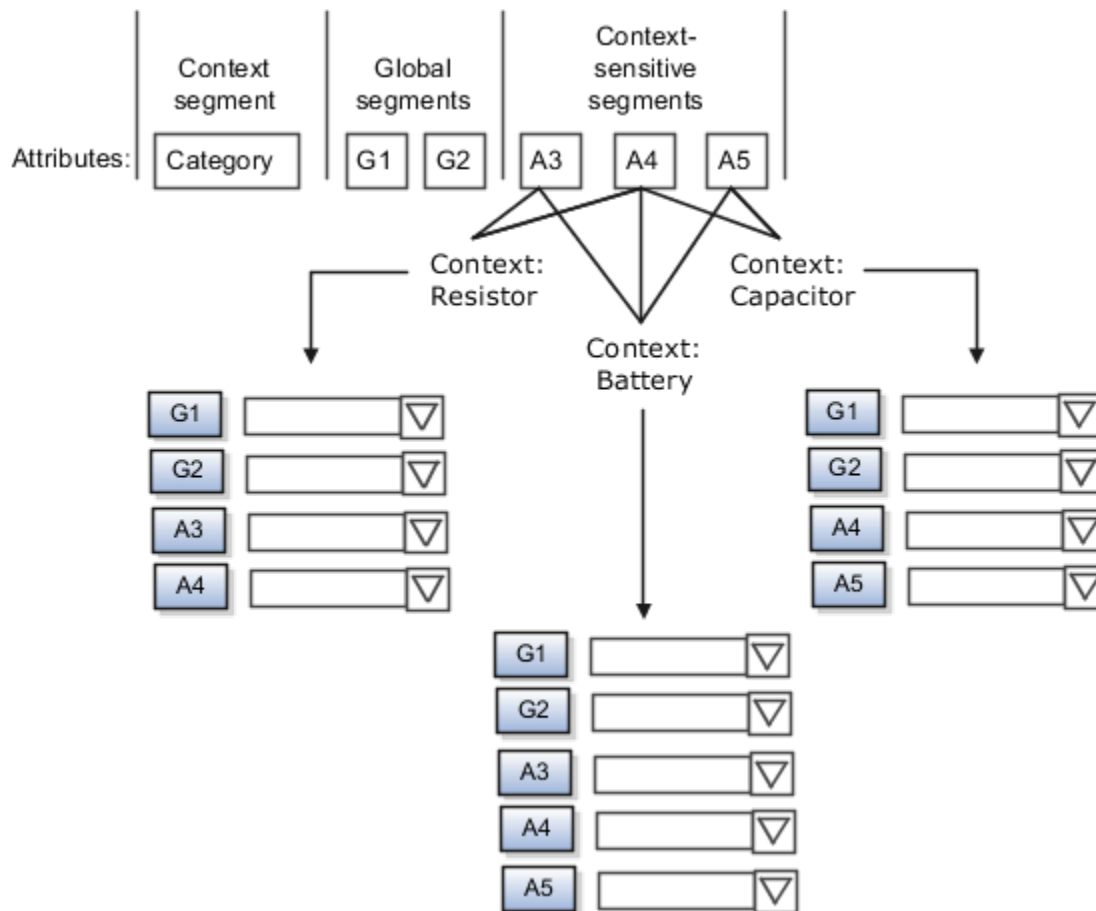 Context
segment
Global
segments
Context-
sensitive
segments
Attributes:
Category
G1
G2
A3
A4
A5
Context:
Resistor
Context:
Capacitor
Context:
Battery
G1
G2
A3
A4
G1
G2
A4
A5
G1
G2
A3
A4
A5